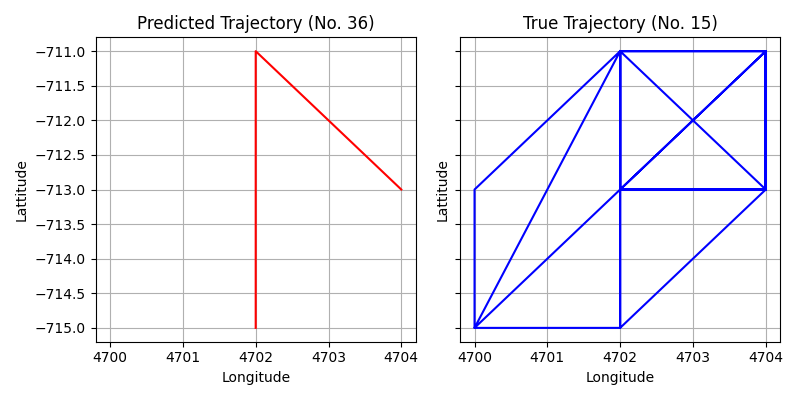 Predicted Trajectory (No. 36)
True Trajectory (No. 15)
−711.0
−711.5
−712.0
−712.5
−713.0
−713.5
−714.0
−714.5
−715.0
Lattitude
Lattitude
4700 4701 4702 4703 4704
4700 4701 4702 4703 4704
Longitude
Longitude